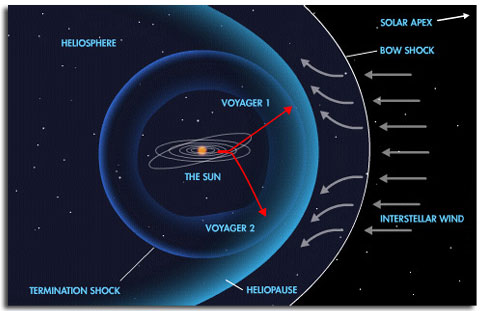 SOLAR APEX
HELIOSPHERE
BOW SHOCK
VOYAGER 1
THE SUN
INTERSTELLAR WIND
VOYAGER 2
TERMINATION SHOCK
HELIOPAUSE